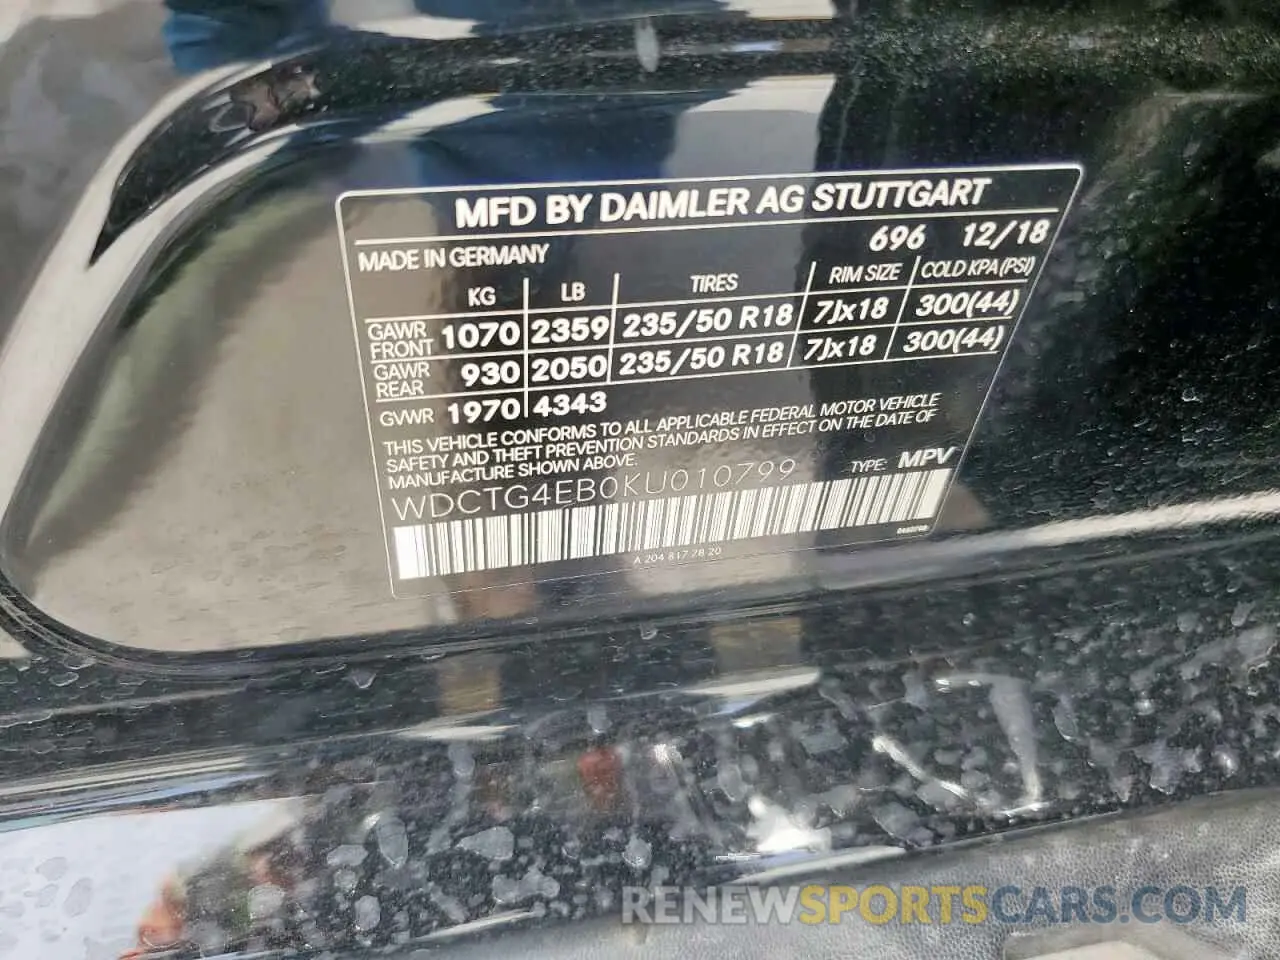 MFD BY DAIMLER AG STUTTGART
MADE IN GERMANY 696 12/18
KG LB TIRES RIM SIZE COLD KPA (PSI)
GAWR FRONT 1070 2359 235/50 R18 7Jx18 300(44)
GAWR REAR 930 2050 235/50 R18 7Jx18 300(44)
GVWR 1970 4343
THIS VEHICLE CONFORMS TO ALL APPLICABLE FEDERAL MOTOR VEHICLE
SAFETY AND THEFT PREVENTION STANDARDS IN EFFECT ON THE DATE OF
MANUFACTURE SHOWN ABOVE.
WDCTG4EB0KU010799 TYPE: MPV
A 204 817 28 20
RENEWSPORTSCARS.COM